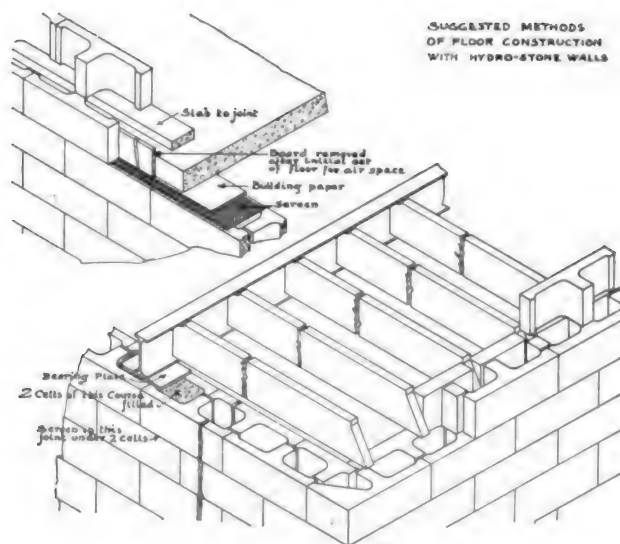 SUGGESTED METHODS
OF FLOOR CONSTRUCTION
WITH HYDRO-STONE WALLS
Slab to joint
Board removed
after initial set
of floor for air space
Building paper
Screen
Bearing Plate
2 Cells of this Course
filled
Screen in this
joint under 2 cells